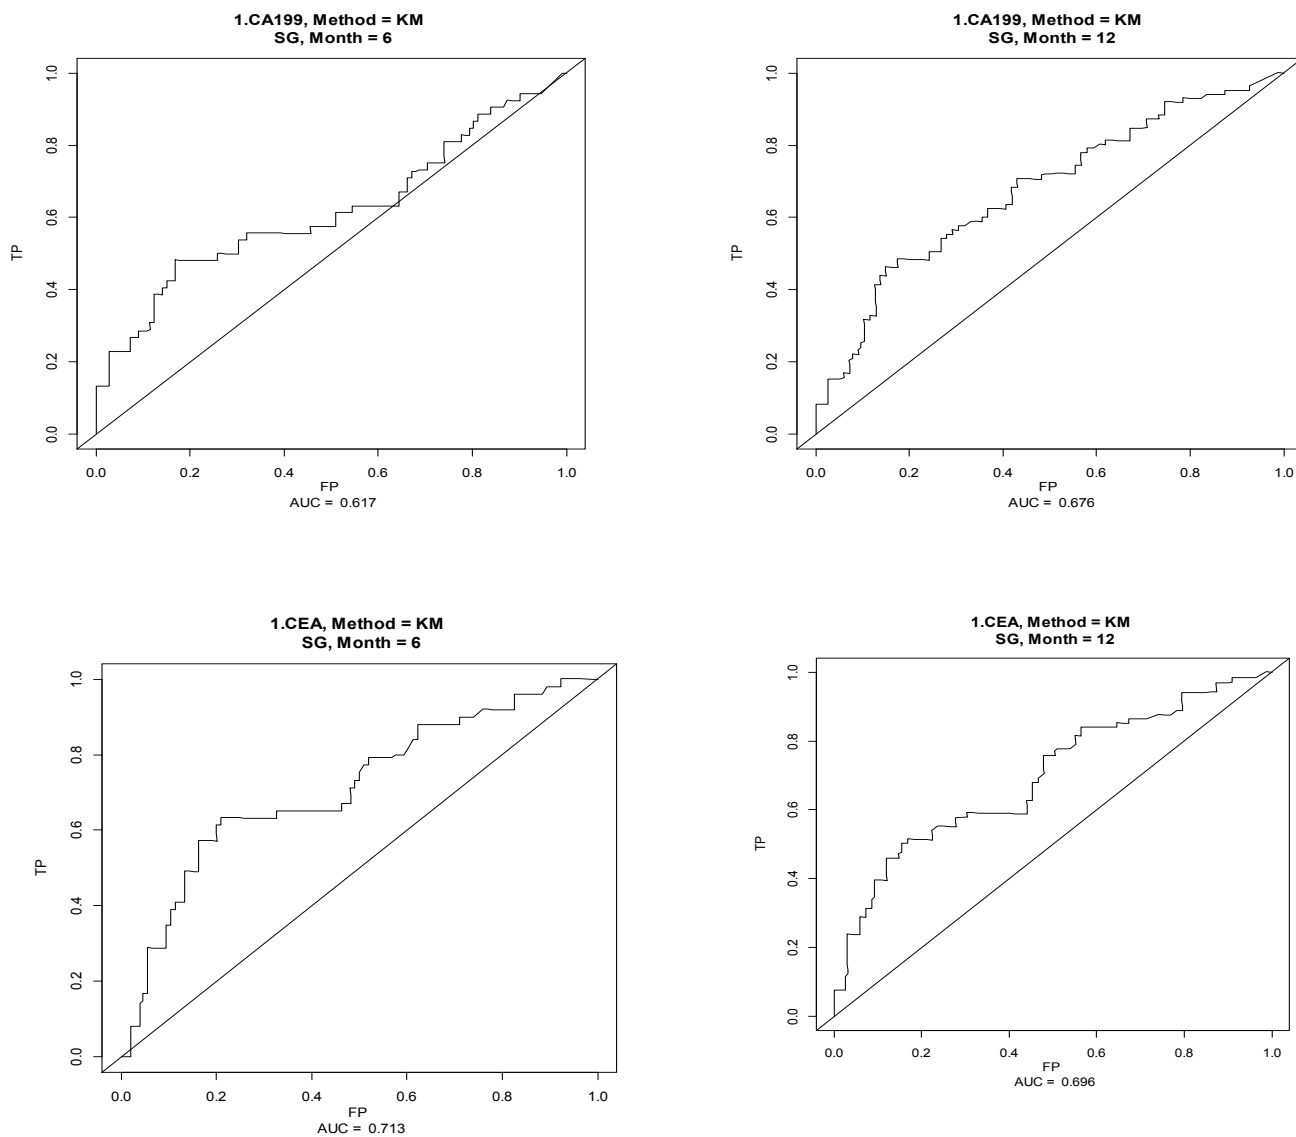 1.CA199, Method = KM
SG, Month = 6
TP
1.0
0.8
0.6
0.4
0.2
0.0
0.0 0.2 0.4 0.6 0.8 1.0
FP
AUC = 0.617
1.CA199, Method = KM
SG, Month = 12
TP
1.0
0.8
0.6
0.4
0.2
0.0
0.0 0.2 0.4 0.6 0.8 1.0
FP
AUC = 0.676
1.CEA, Method = KM
SG, Month = 6
TP
1.0
0.8
0.6
0.4
0.2
0.0
0.0 0.2 0.4 0.6 0.8 1.0
FP
AUC = 0.713
1.CEA, Method = KM
SG, Month = 12
TP
1.0
0.8
0.6
0.4
0.2
0.0
0.0 0.2 0.4 0.6 0.8 1.0
FP
AUC = 0.696